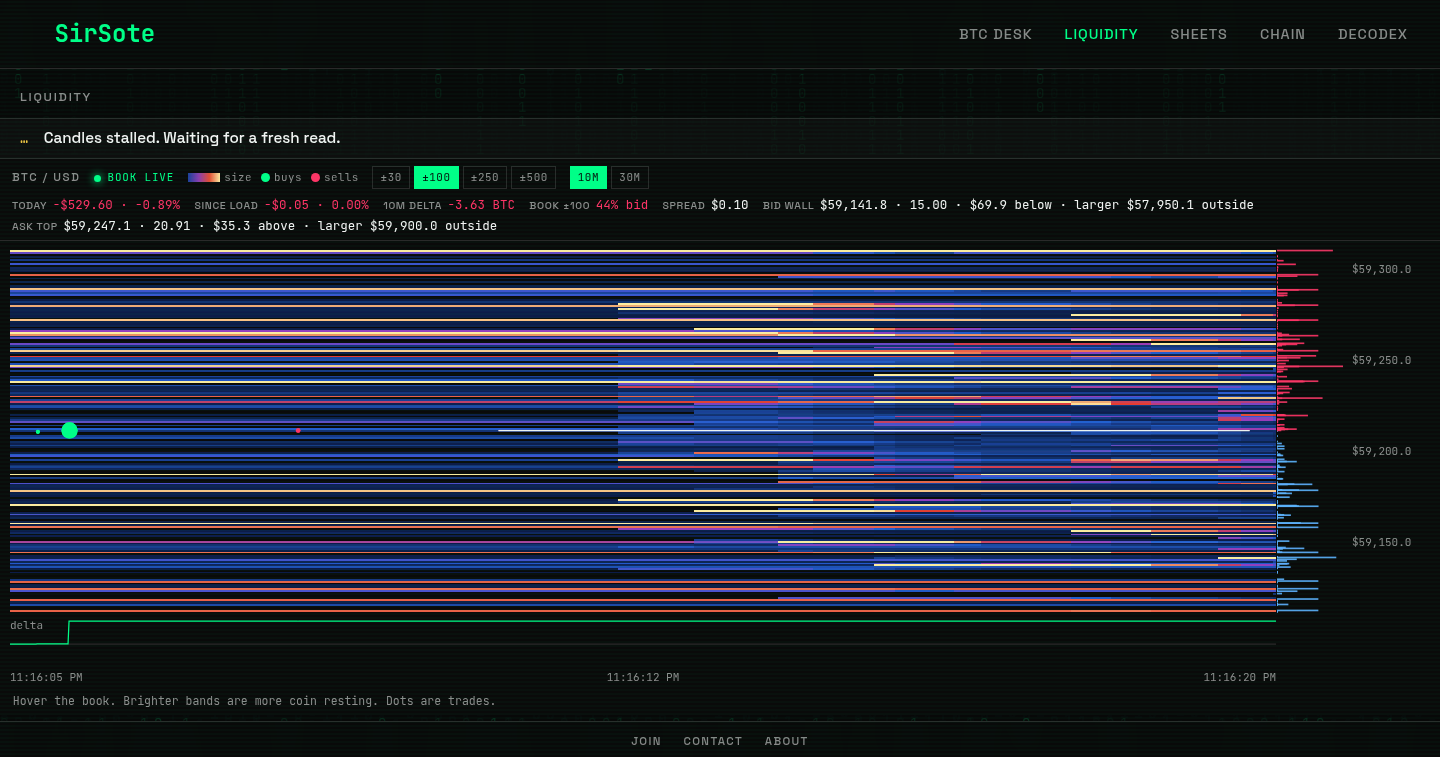 SirSote
BTC DESK LIQUIDITY SHEETS CHAIN DECODEX
LIQUIDITY
… Candles stalled. Waiting for a fresh read.
BTC / USD BOOK LIVE size buys sells ±30 ±100 ±250 ±500 10M 30M
TODAY -$529.60 · -0.89% SINCE LOAD -$0.05 · 0.00% 10M DELTA -3.63 BTC BOOK ±100 44% bid SPREAD $0.10 BID WALL $59,141.8 · 15.00 · $69.9 below · larger $57,950.1 outside
ASK TOP $59,247.1 · 20.91 · $35.3 above · larger $59,900.0 outside
$59,300.0
$59,250.0
$59,200.0
$59,150.0
delta
11:16:05 PM 11:16:12 PM 11:16:20 PM
Hover the book. Brighter bands are more coin resting. Dots are trades.
JOIN CONTACT ABOUT